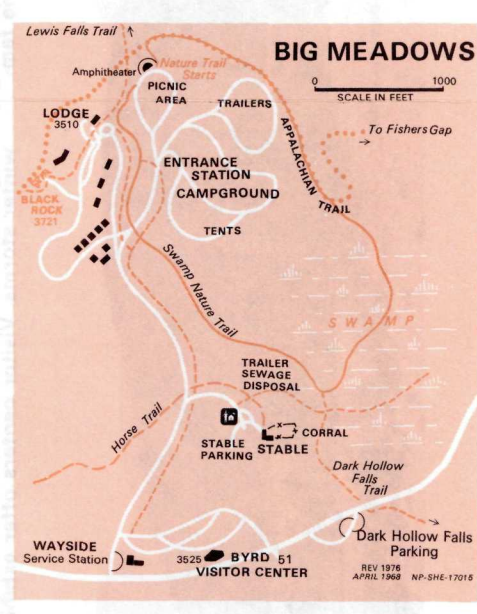 Lewis Falls Trail
BIG MEADOWS
0 1000
SCALE IN FEET
Amphitheater
Nature Trail
Starts
PICNIC
AREA
TRAILERS
LODGE
3510
APPALACHIAN TRAIL
To Fishers Gap
ENTRANCE
STATION
CAMPGROUND
BLACK
ROCK
3721
TENTS
Swamp Nature Trail
SWAMP
TRAILER
SEWAGE
DISPOSAL
Horse Trail
STABLE
PARKING
STABLE
CORRAL
Dark Hollow
Falls
Trail
Dark Hollow Falls
Parking
WAYSIDE
Service Station
3525
BYRD 51
VISITOR CENTER
REV 1976
APRIL 1968 NP-SHE-17015